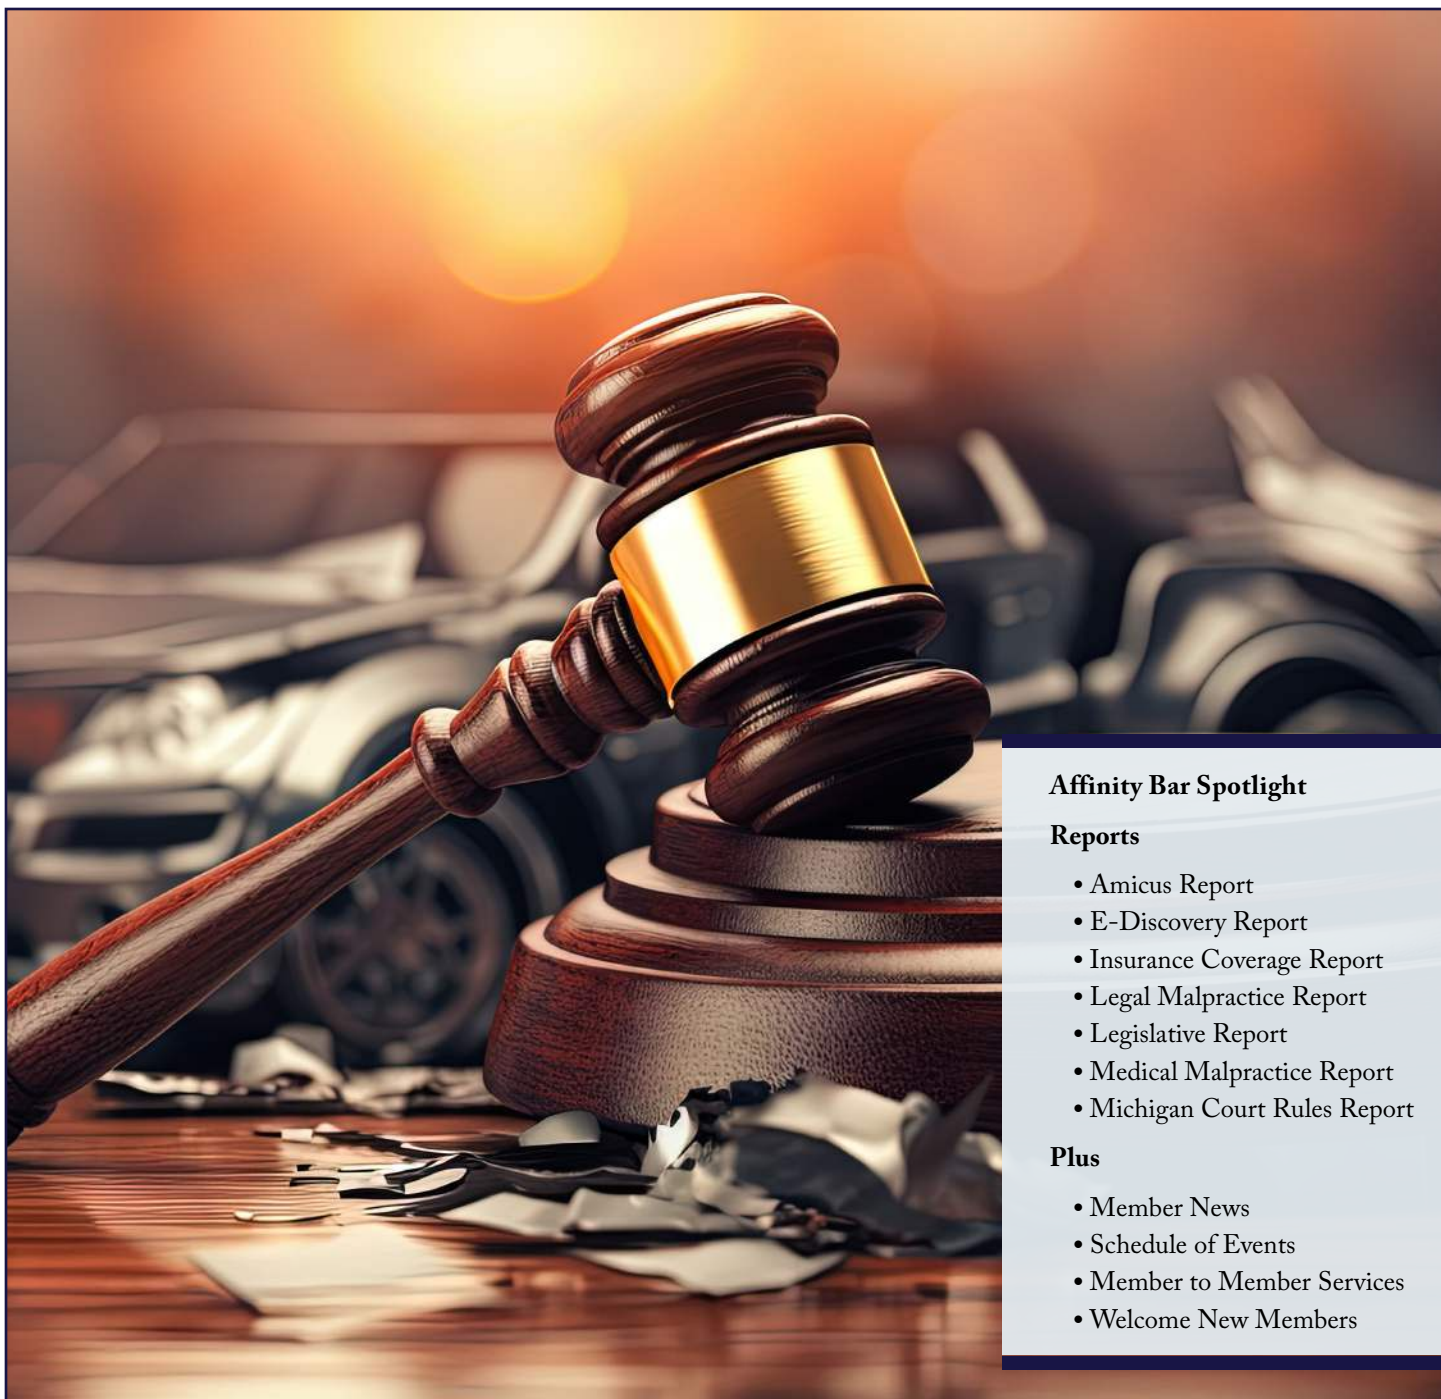 Affinity Bar Spotlight
Reports
• Amicus Report
• E-Discovery Report
• Insurance Coverage Report
• Legal Malpractice Report
• Legislative Report
• Medical Malpractice Report
• Michigan Court Rules Report
Plus
• Member News
• Schedule of Events
• Member to Member Services
• Welcome New Members